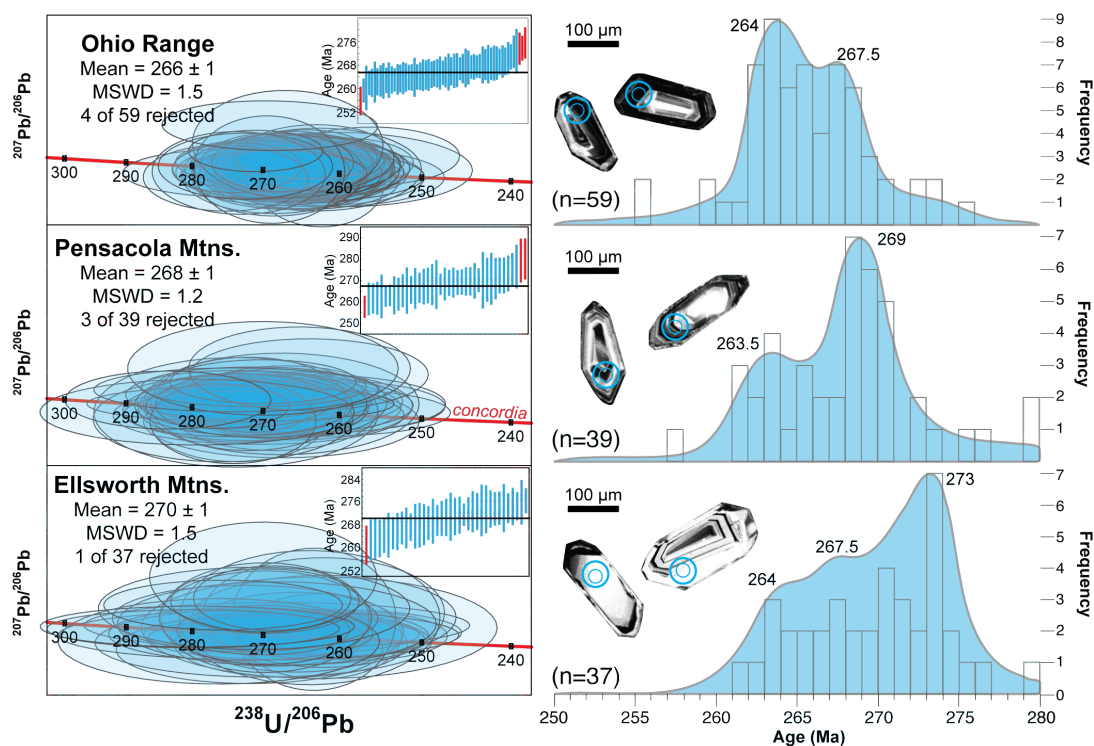 Ohio Range
Mean = 266 ± 1
MSWD = 1.5
4 of 59 rejected
207Pb/206Pb
Age (Ma)
276
268
260
252
300
290
280
270
260
250
240
100 µm
264
267.5
(n=59)
9
8
7
6
5
4
3
2
1
Frequency
Pensacola Mtns.
Mean = 268 ± 1
MSWD = 1.2
3 of 39 rejected
207Pb/206Pb
Age (Ma)
290
280
270
260
250
concordia
300
290
280
270
260
250
240
100 µm
263.5
269
(n=39)
7
6
5
4
3
2
1
Frequency
Ellsworth Mtns.
Mean = 270 ± 1
MSWD = 1.5
1 of 37 rejected
207Pb/206Pb
Age (Ma)
284
276
268
260
252
300
290
280
270
260
250
240
238U/206Pb
100 µm
264
267.5
273
(n=37)
7
6
5
4
3
2
1
0
Frequency
250
255
260
265
270
275
280
Age (Ma)